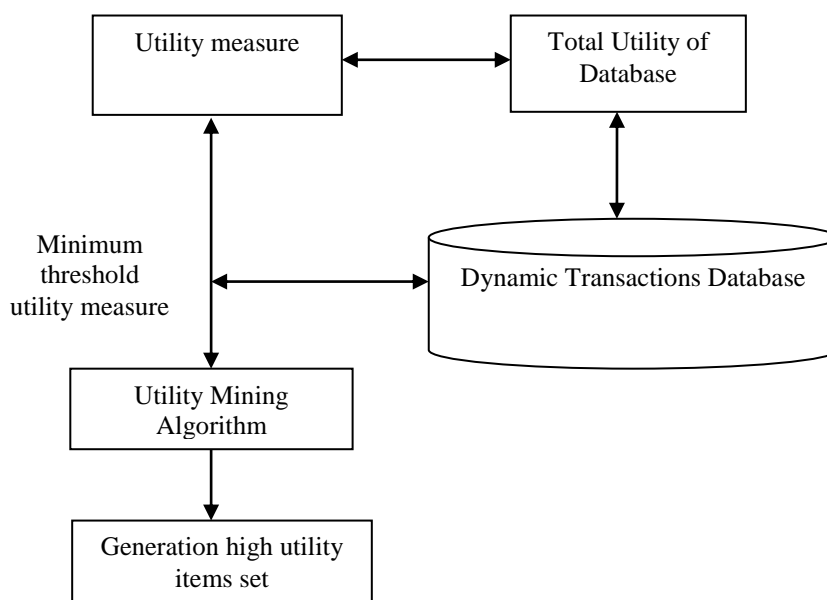 Utility measure
Total Utility of
Database
Minimum
threshold
utility measure
Dynamic Transactions Database
Utility Mining
Algorithm
Generation high utility
items set